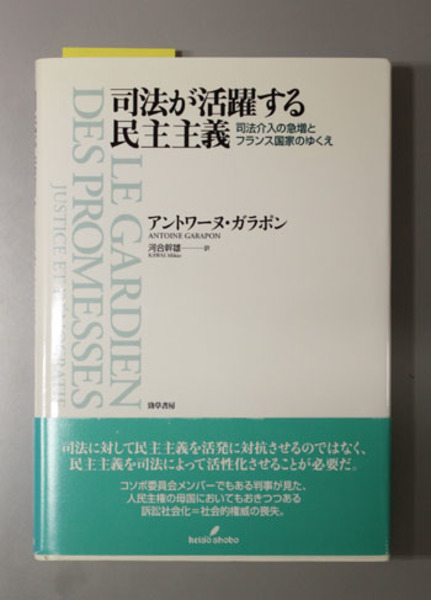 司法が活躍する
民主主義
司法介入の急増と
フランス国家のゆくえ
LE GARDIEN
DES PROMESSES
JUSTICE ET DÉMOCRATIE
アントワーヌ・ガラポン
ANTOINE GARAPON
河合幹雄——訳
KAWAI Mikio
勁草書房
司法に対して民主主義を活発に対抗させるのではなく、
民主主義を司法によって活性化させることが必要だ。
コソボ委員会メンバーでもある判事が見た、
人民主権の母国においてもおきつつある
訴訟社会化=社会的権威の喪失。
keiso shobo